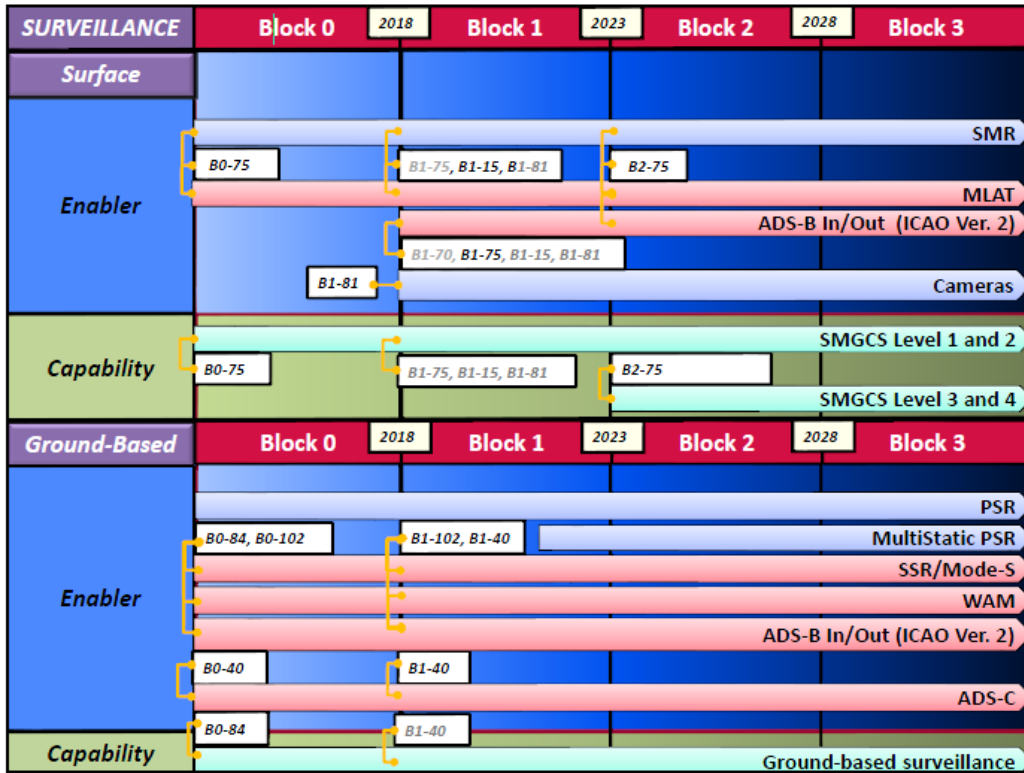 SURVEILLANCE Block 0 2018 Block 1 2023 Block 2 2028 Block 3
Surface
Enabler
SMR
B0-75 B1-75, B1-15, B1-81 B2-75
MLAT
ADS-B In/Out (ICAO Ver. 2)
B1-70, B1-75, B1-15, B1-81
B1-81 Cameras
Capability
SMGCS Level 1 and 2
B0-75 B1-75, B1-15, B1-81 B2-75
SMGCS Level 3 and 4
Ground-Based Block 0 2018 Block 1 2023 Block 2 2028 Block 3
Enabler
PSR
B0-84, B0-102 B1-102, B1-40 MultiStatic PSR
SSR/Mode-S
WAM
ADS-B In/Out (ICAO Ver. 2)
B0-40 B1-40
ADS-C
B0-84 B1-40
Capability
Ground-based surveillance